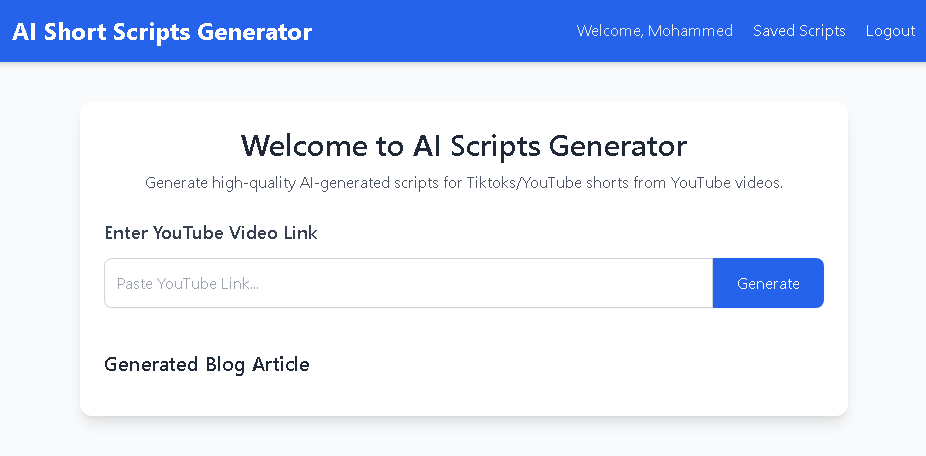 AI Short Scripts Generator
Welcome, Mohammed Saved Scripts Logout
Welcome to AI Scripts Generator
Generate high-quality AI-generated scripts for Tiktoks/YouTube shorts from YouTube videos.
Enter YouTube Video Link
Paste YouTube Link...
Generate
Generated Blog Article